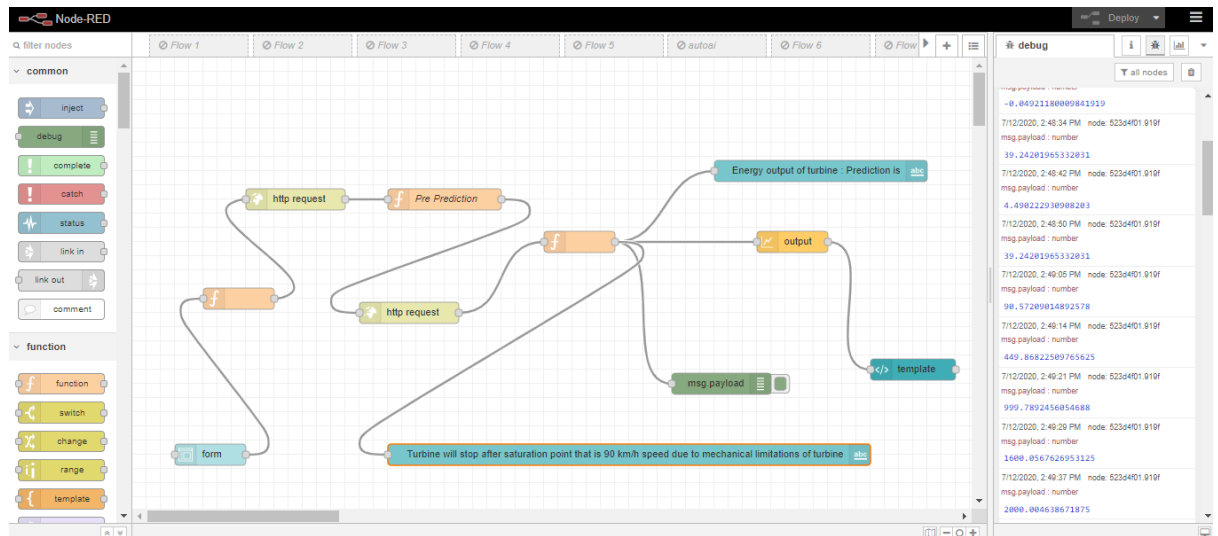 Node-RED
Deploy
filter nodes
Flow 1
Flow 2
Flow 3
Flow 4
Flow 5
autoai
Flow 6
Flow
debug
i
all nodes
common
inject
debug
complete
catch
status
link in
link out
comment
function
function
switch
change
range
template
http request
Pre Prediction
Energy output of turbine : Prediction is
abc
f
output
f
http request
template
msg.payload
form
Turbine will stop after saturation point that is 90 km/h speed due to mechanical limitations of turbine
abc
msg.payload : number
-0.04921180009841919
7/12/2020, 2:48:34 PM node: 523d4f01.919f
msg.payload : number
39.24201965332031
7/12/2020, 2:48:42 PM node: 523d4f01.919f
msg.payload : number
4.490222930908203
7/12/2020, 2:48:50 PM node: 523d4f01.919f
msg.payload : number
39.24201965332031
7/12/2020, 2:49:05 PM node: 523d4f01.919f
msg.payload : number
90.57209014892578
7/12/2020, 2:49:14 PM node: 523d4f01.919f
msg.payload : number
449.86822509765625
7/12/2020, 2:49:21 PM node: 523d4f01.919f
msg.payload : number
999.7892456054688
7/12/2020, 2:49:29 PM node: 523d4f01.919f
msg.payload : number
1600.0567626953125
7/12/2020, 2:49:37 PM node: 523d4f01.919f
msg.payload : number
2000.004638671875